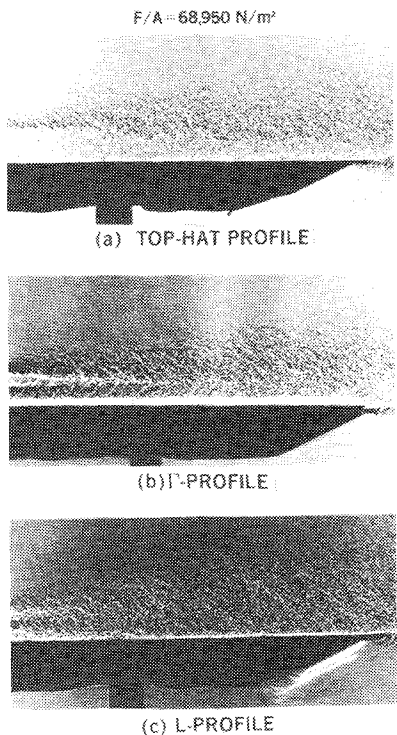 F/A=68,950 N/m²
(a) TOP-HAT PROFILE
(b) Γ-PROFILE
(c) L-PROFILE